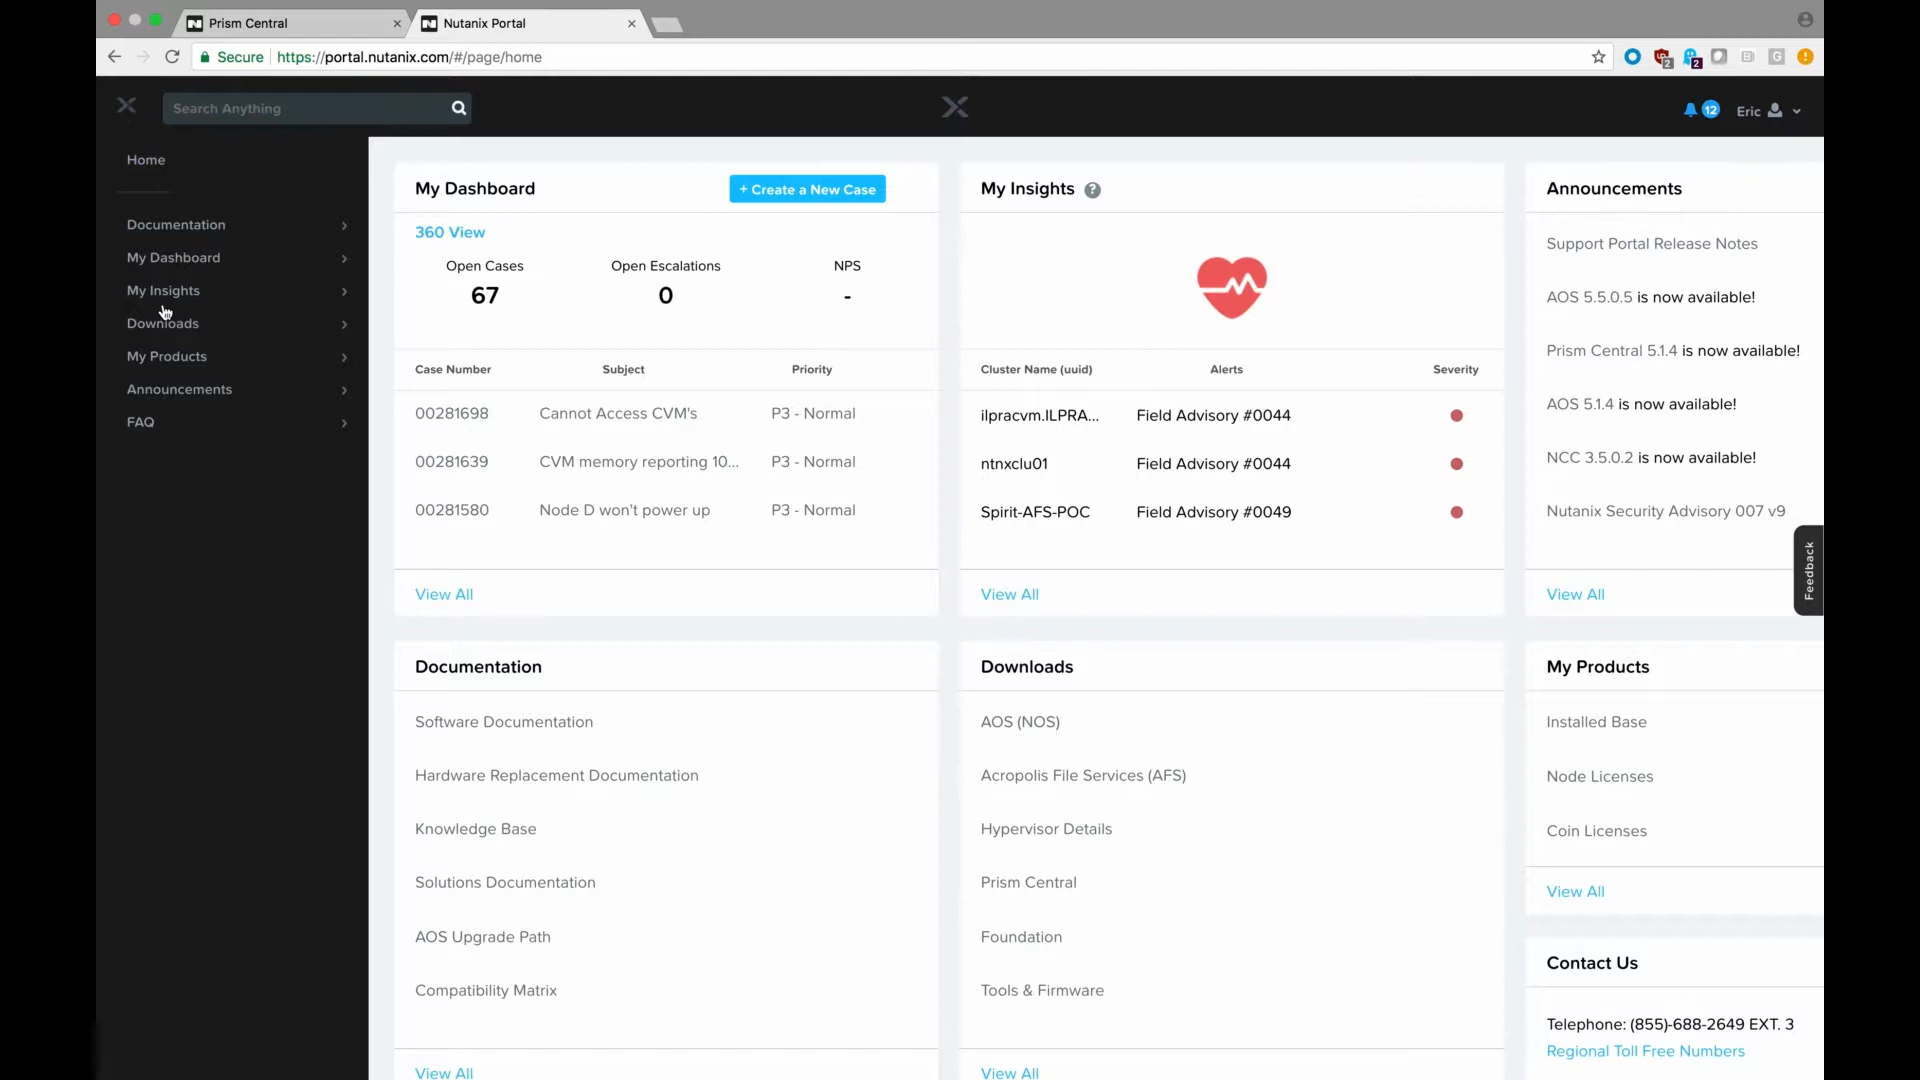 Prism Central
Nutanix Portal
Secure
https://portal.nutanix.com/#/page/home
2
2
Search Anything
12
Eric
Home
Documentation
My Dashboard
My Insights
Downloads
My Products
Announcements
FAQ
My Dashboard
+ Create a New Case
360 View
Open Cases
Open Escalations
NPS
67
0
-
Case Number
Subject
Priority
00281698
Cannot Access CVM's
P3 - Normal
00281639
CVM memory reporting 10...
P3 - Normal
00281580
Node D won't power up
P3 - Normal
View All
My Insights
?
Cluster Name (uuid)
Alerts
Severity
ilpracvm.ILPRA...
Field Advisory #0044
ntnxclu01
Field Advisory #0044
Spirit-AFS-POC
Field Advisory #0049
View All
Announcements
Support Portal Release Notes
AOS 5.5.0.5 is now available!
Prism Central 5.1.4 is now available!
AOS 5.1.4 is now available!
NCC 3.5.0.2 is now available!
Nutanix Security Advisory 007 v9
View All
Feedback
Documentation
Software Documentation
Hardware Replacement Documentation
Knowledge Base
Solutions Documentation
AOS Upgrade Path
Compatibility Matrix
View All
Downloads
AOS (NOS)
Acropolis File Services (AFS)
Hypervisor Details
Prism Central
Foundation
Tools & Firmware
View All
My Products
Installed Base
Node Licenses
Coin Licenses
View All
Contact Us
Telephone: (855)-688-2649 EXT. 3
Regional Toll Free Numbers